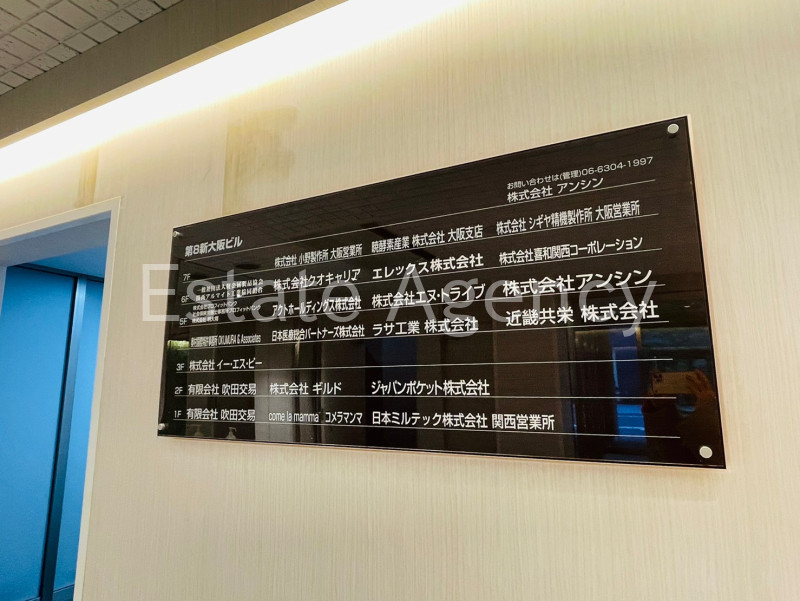 お問い合わせは(管理)06-6304-1997
株式会社 アンシン
第8新大阪ビル
7F 株式会社 小野製作所 大阪営業所 暁酵素産業 株式会社 大阪支店 株式会社 シギヤ精機製作所 大阪営業所
6F 株式会社クオキャリア エレックス株式会社 株式会社喜和関西コーポレーション
5F アクトホールディングス株式会社 株式会社エヌ・トライブ 株式会社アンシン
OKUMURA & Associates 日本医療総合パートナーズ株式会社 ラサ工業 株式会社 近畿共栄 株式会社
3F 株式会社 イー・エス・ピー
2F 有限会社 吹田交易 株式会社 ギルド ジャパンポケット株式会社
1F 有限会社 吹田交易 come la mamma コメラマンマ 日本ミルテック株式会社 関西営業所
Estate Agency